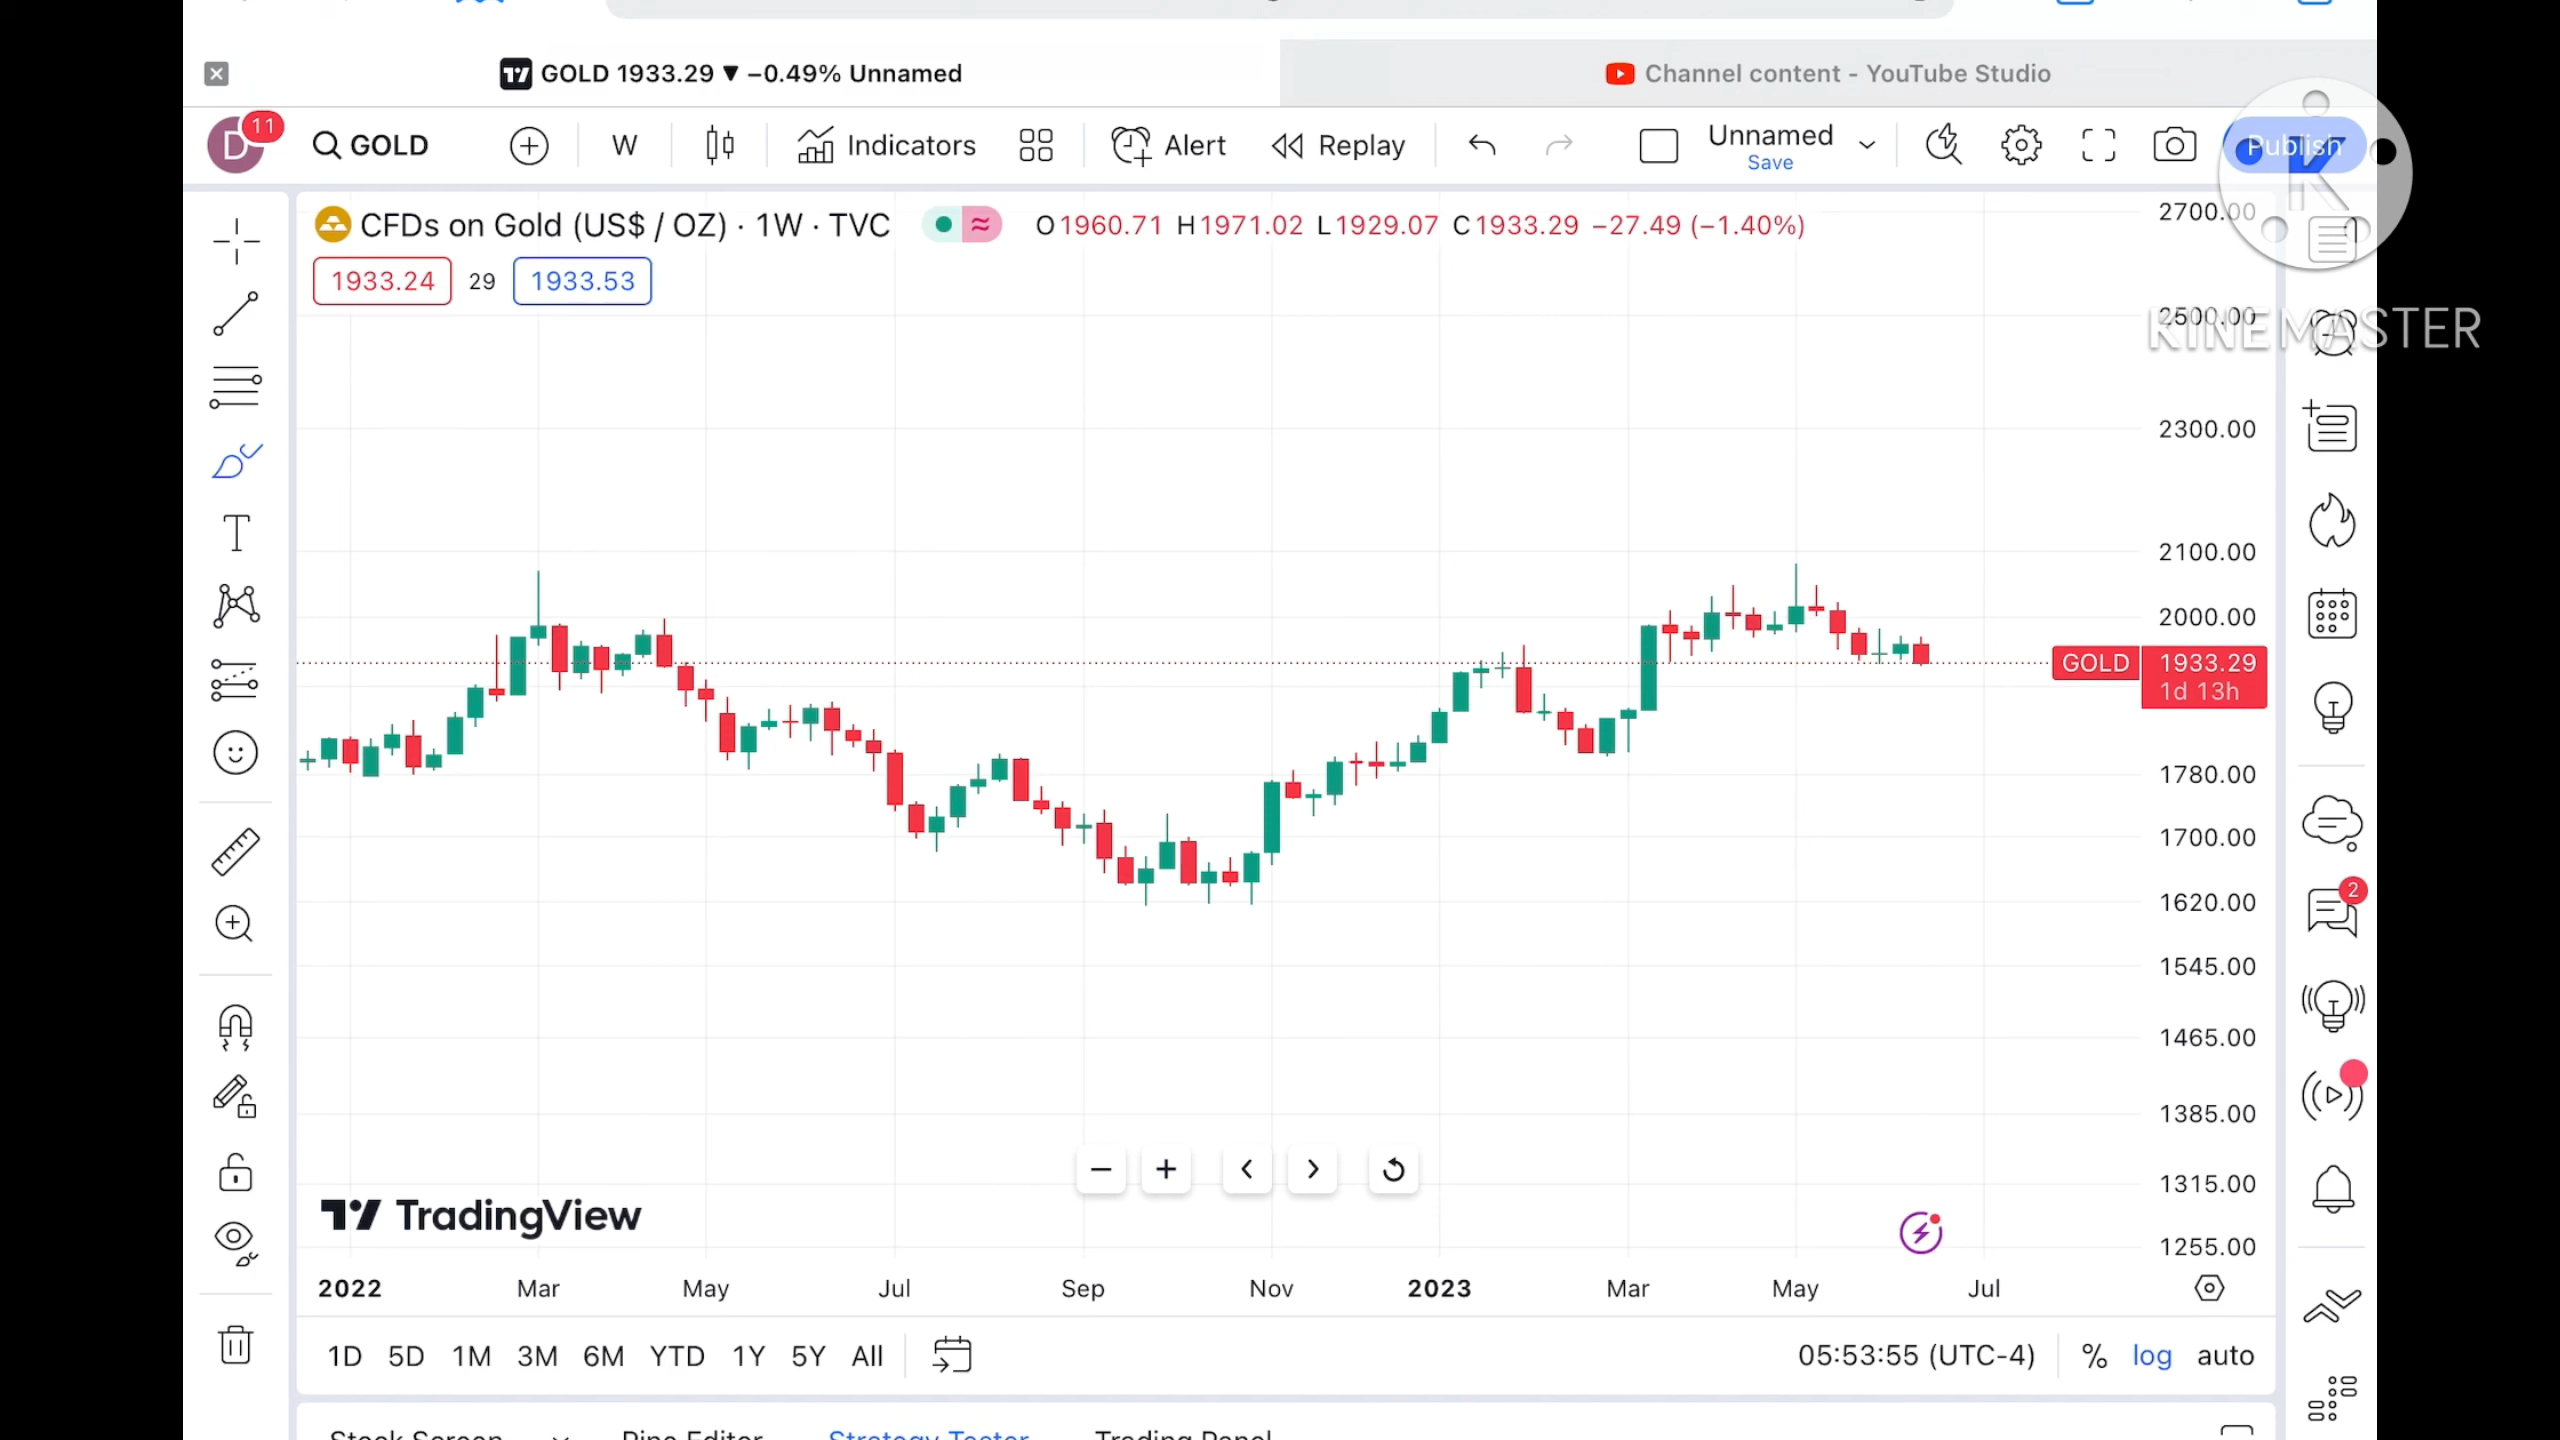 GOLD 1933.29 ▼ −0.49% Unnamed
Channel content - YouTube Studio
D
11
GOLD
W
Indicators
Alert
Replay
Unnamed
Save
Publish
K
KINEMASTER
CFDs on Gold (US$ / OZ) · 1W · TVC
O1960.71 H1971.02 L1929.07 C1933.29 −27.49 (−1.40%)
1933.24 29 1933.53
2700.00
2500.00
2300.00
2100.00
2000.00
GOLD 1933.29
1d 13h
1780.00
1700.00
1620.00
2
1545.00
1465.00
1385.00
1315.00
1255.00
TradingView
2022 Mar May Jul Sep Nov 2023 Mar May Jul
1D 5D 1M 3M 6M YTD 1Y 5Y All
05:53:55 (UTC-4) % log auto
Stock Screen Pine Editor Strategy Tester Trading Panel